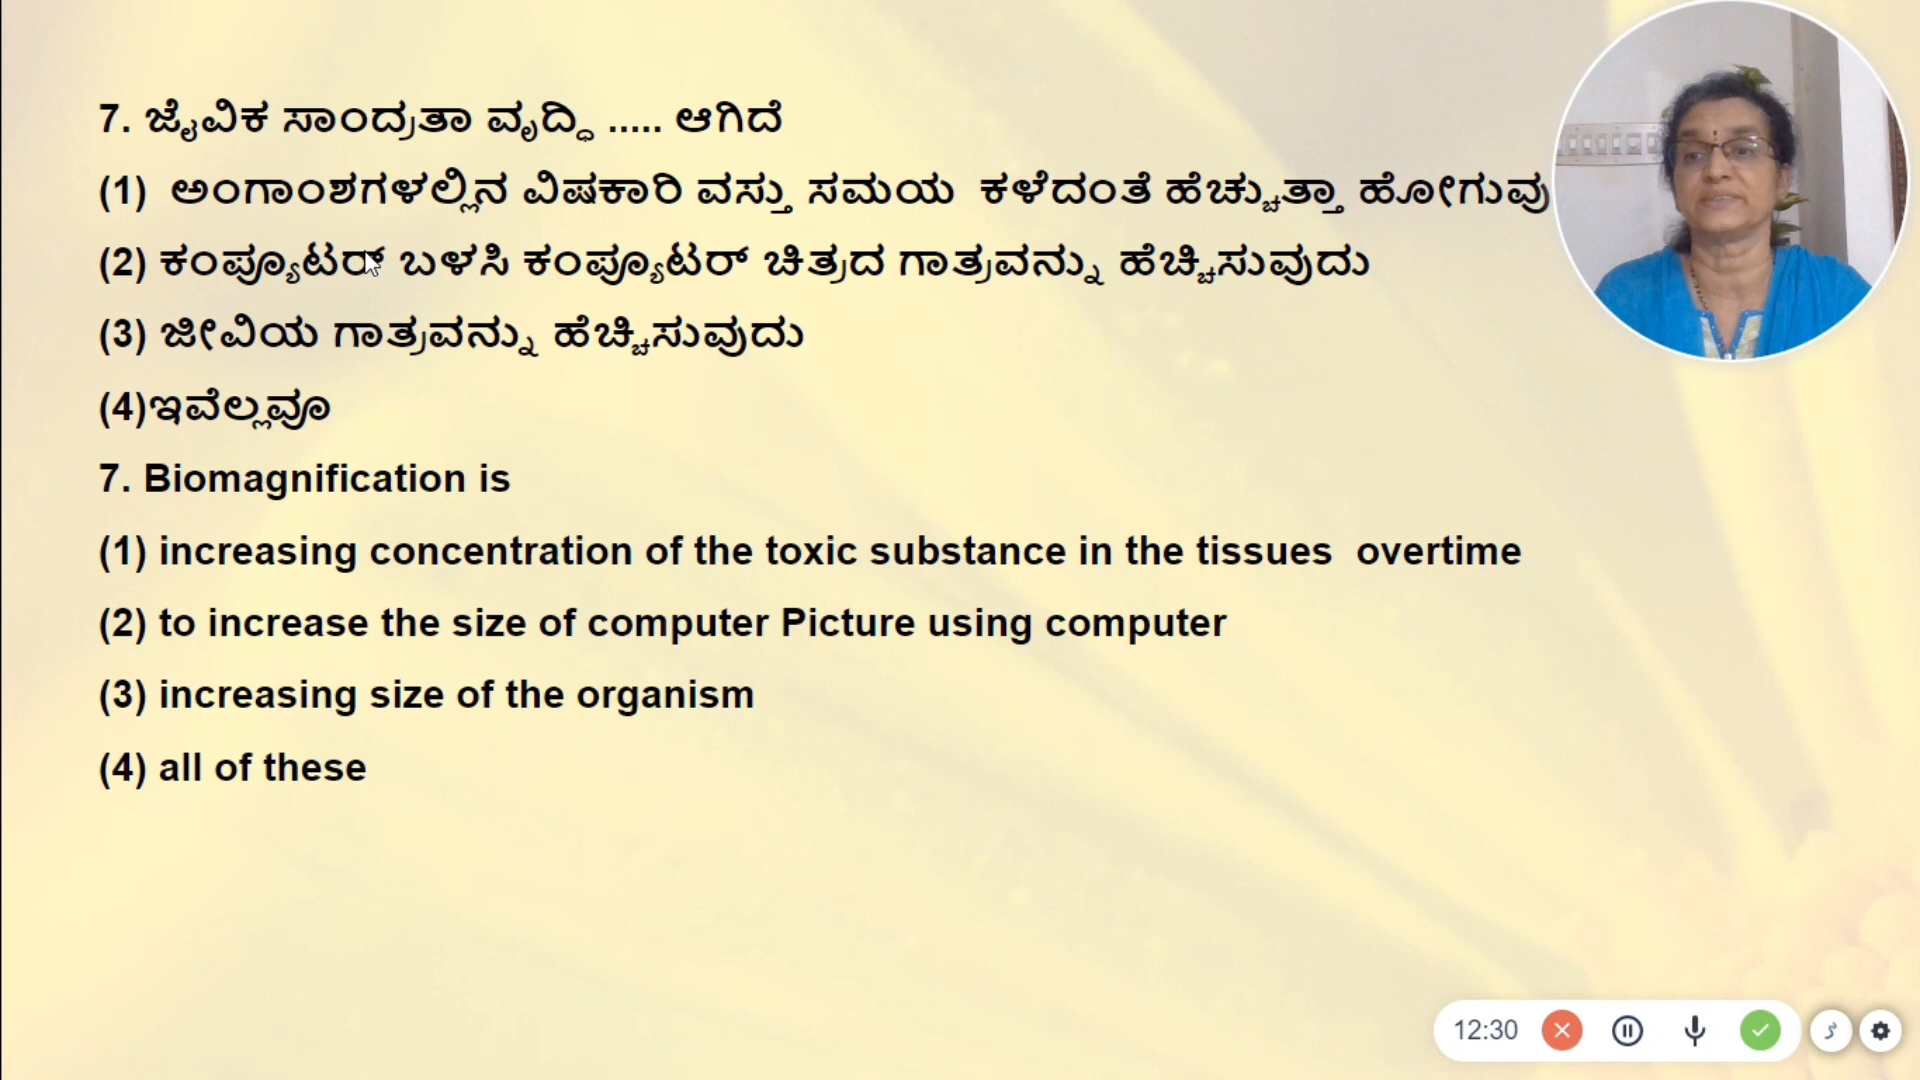 7. ಜೈವಿಕ ಸಾಂದ್ರತಾ ವೃದ್ಧಿ ..... ಆಗಿದೆ
(1) ಅಂಗಾಂಶಗಳಲ್ಲಿನ ವಿಷಕಾರಿ ವಸ್ತು ಸಮಯ ಕಳೆದಂತೆ ಹೆಚ್ಚುತ್ತಾ ಹೋಗುವು
(2) ಕಂಪ್ಯೂಟರ್ ಬಳಸಿ ಕಂಪ್ಯೂಟರ್ ಚಿತ್ರದ ಗಾತ್ರವನ್ನು ಹೆಚ್ಚಿಸುವುದು
(3) ಜೀವಿಯ ಗಾತ್ರವನ್ನು ಹೆಚ್ಚಿಸುವುದು
(4)ಇವೆಲ್ಲವೂ
7. Biomagnification is
(1) increasing concentration of the toxic substance in the tissues overtime
(2) to increase the size of computer Picture using computer
(3) increasing size of the organism
(4) all of these
12:30